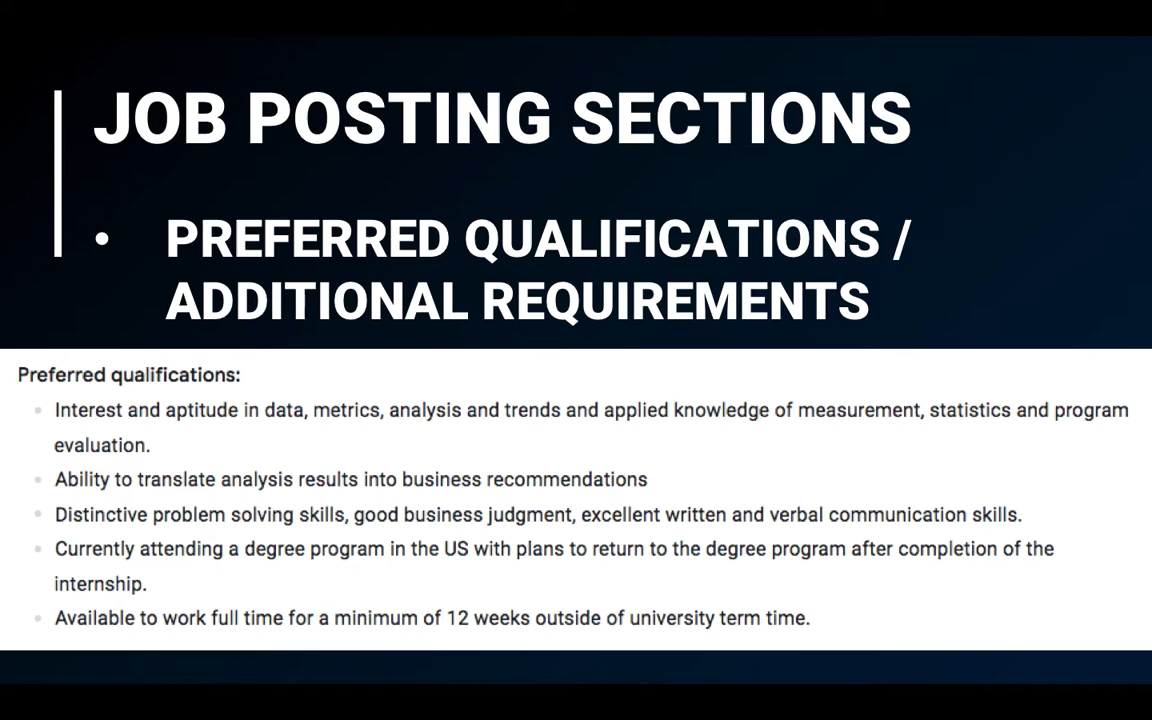 JOB POSTING SECTIONS
• PREFERRED QUALIFICATIONS /
ADDITIONAL REQUIREMENTS
Preferred qualifications:
• Interest and aptitude in data, metrics, analysis and trends and applied knowledge of measurement, statistics and program
evaluation.
• Ability to translate analysis results into business recommendations
• Distinctive problem solving skills, good business judgment, excellent written and verbal communication skills.
• Currently attending a degree program in the US with plans to return to the degree program after completion of the
internship.
• Available to work full time for a minimum of 12 weeks outside of university term time.